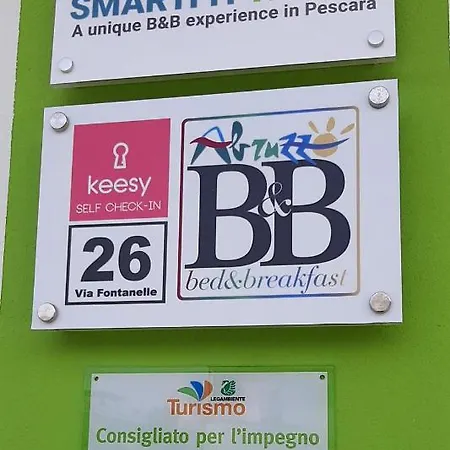 A unique B&B experience in Pescara
keesy
SELF CHECK-IN
26
Via Fontanelle
Abruzzo
B&B
bed&breakfast
LEGAMBIENTE
Turismo
Consigliato per l'impegno